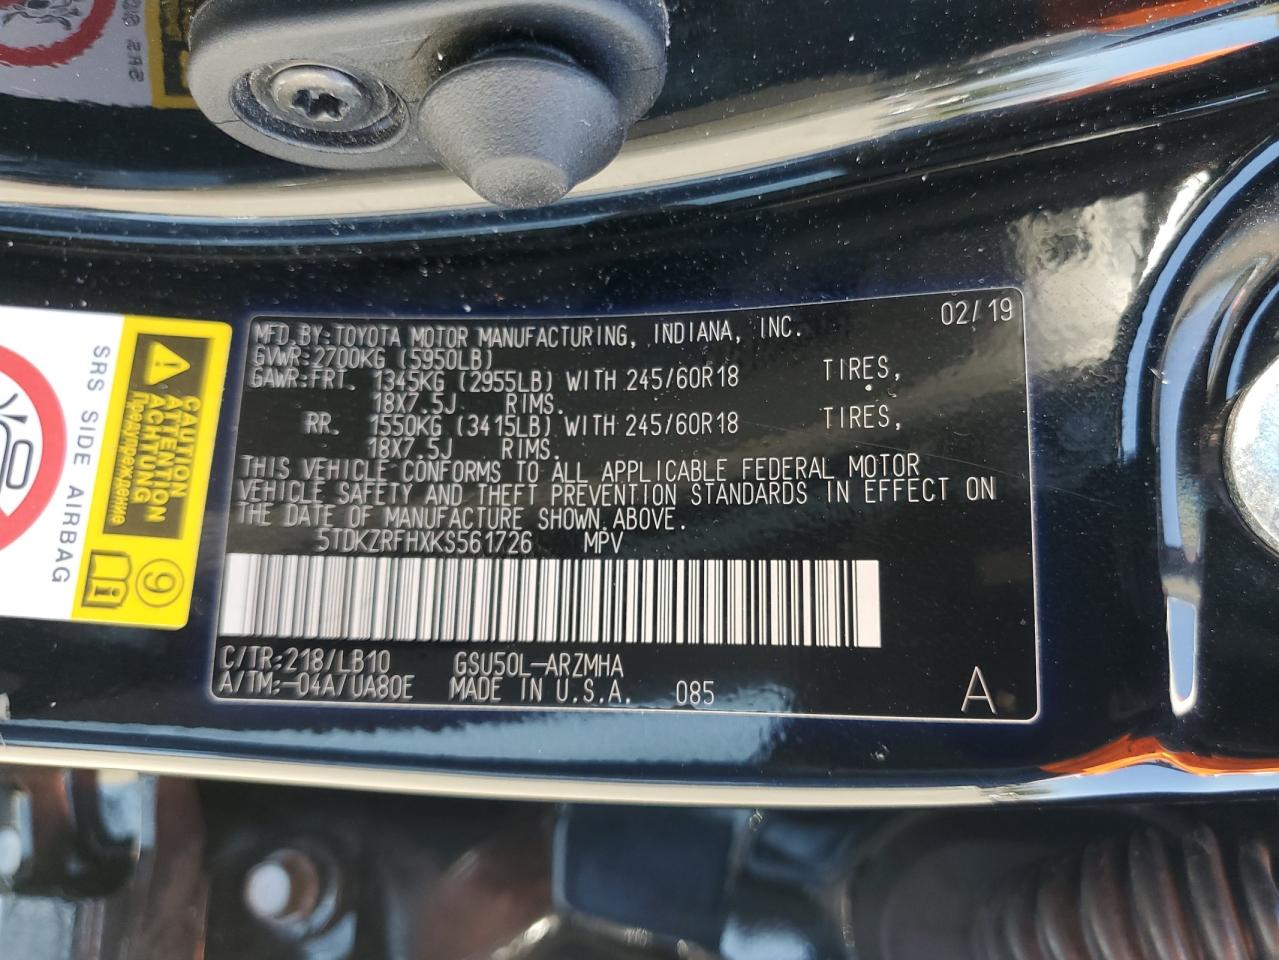 MFD.BY:TOYOTA MOTOR MANUFACTURING, INDIANA, INC. 02/19
GVWR:2700KG (5950LB)
GAWR:FRT. 1345KG (2955LB) WITH 245/60R18 TIRES,
18X7.5J RIMS.
RR. 1550KG (3415LB) WITH 245/60R18 TIRES,
18X7.5J RIMS.
THIS VEHICLE CONFORMS TO ALL APPLICABLE FEDERAL MOTOR
VEHICLE SAFETY AND THEFT PREVENTION STANDARDS IN EFFECT ON
THE DATE OF MANUFACTURE SHOWN ABOVE.
5TDKZRFHXKS561726 MPV
C/TR:218/LB10 GSU50L-ARZMHA
A/TM:-04A/UA80E MADE IN U.S.A. 085 A
CAUTION
ATTENTION
ACHTUNG
Предупреждение
9
SRS SIDE AIRBAG